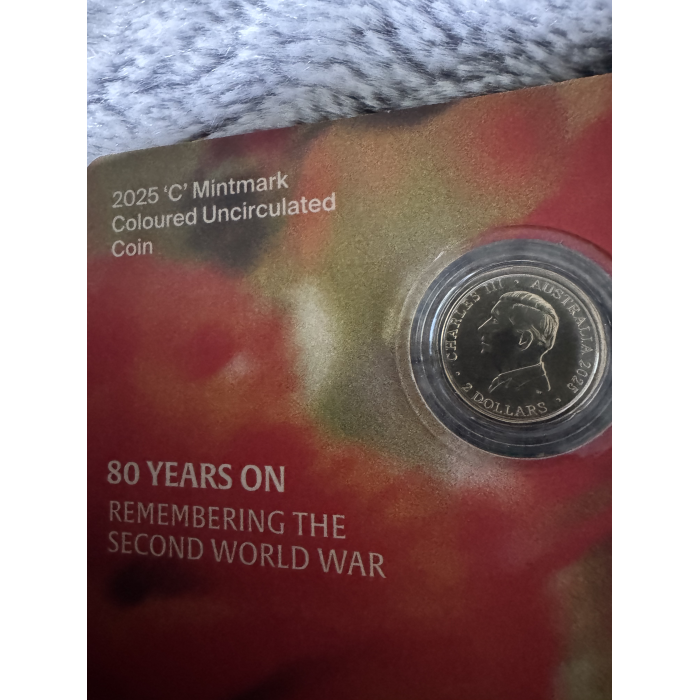 2025 ‘C’ Mintmark
Coloured Uncirculated
Coin
CHARLES III • AUSTRALIA 2025
2 DOLLARS
80 YEARS ON
REMEMBERING THE
SECOND WORLD WAR